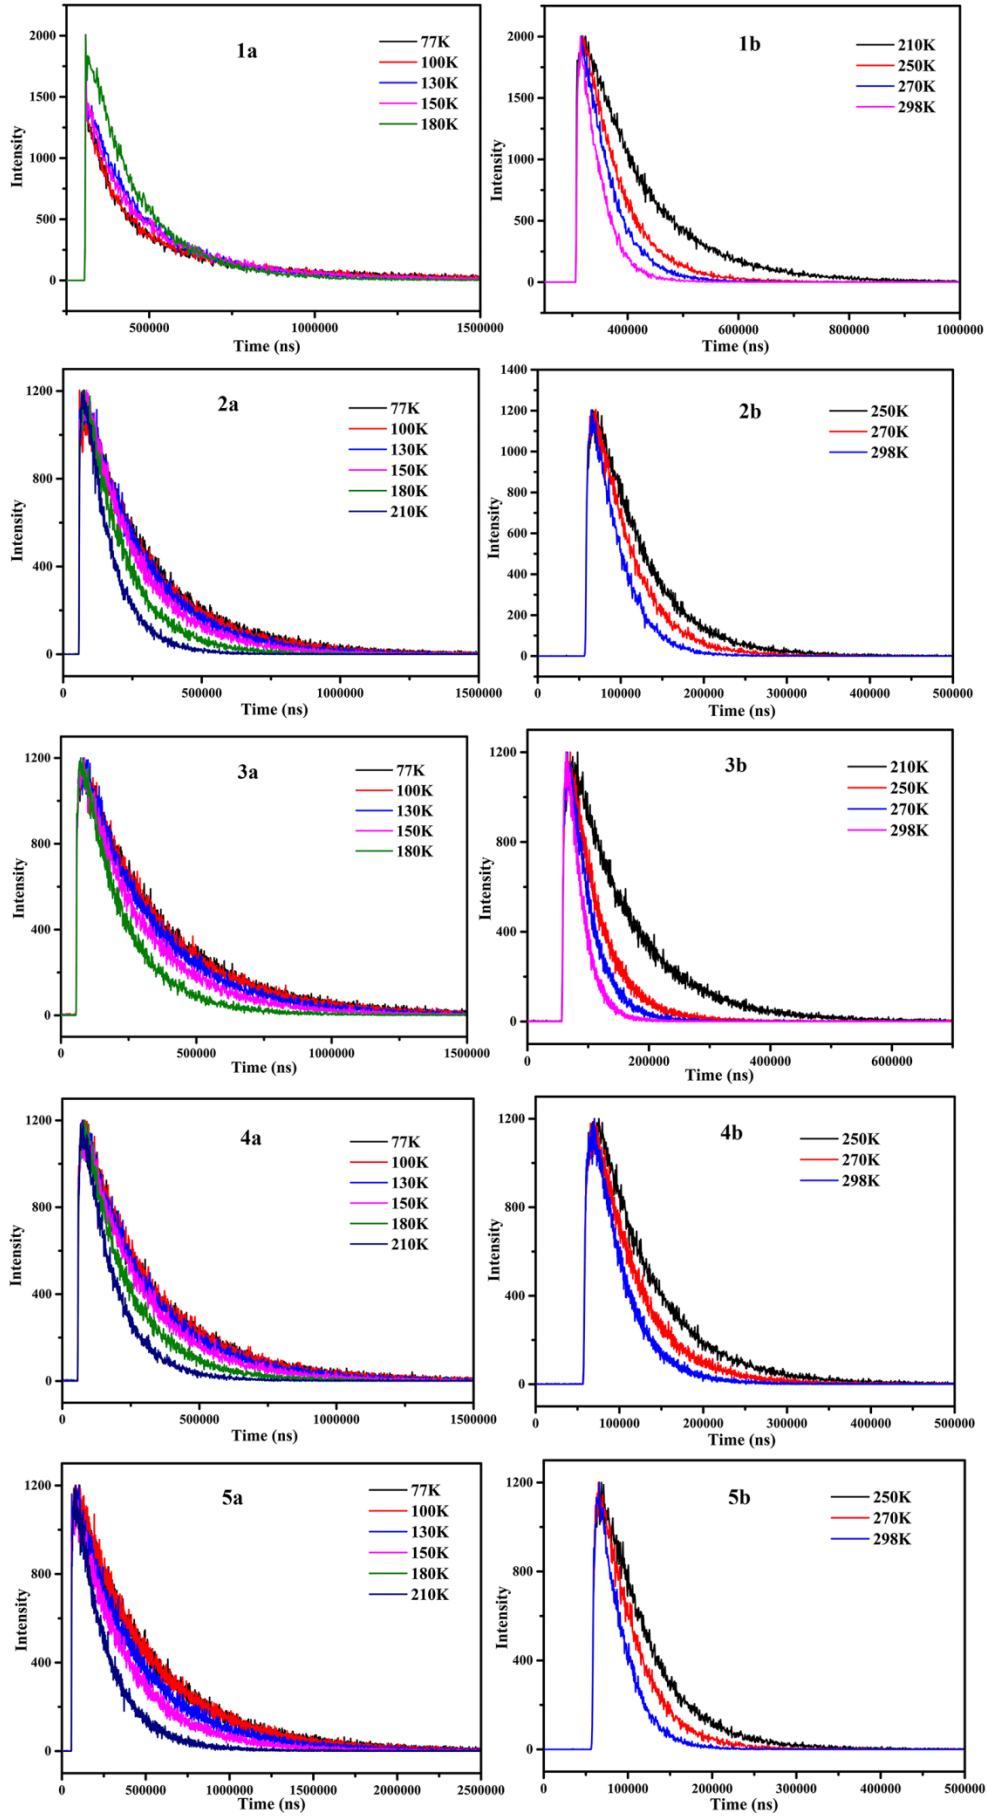 1a
77K
100K
130K
150K
180K
2000
1500
1000
500
0
Intensity
500000
1000000
1500000
Time (ns)
1b
210K
250K
270K
298K
2000
1500
1000
500
0
Intensity
400000
600000
800000
1000000
Time (ns)
2a
77K
100K
130K
150K
180K
210K
1200
800
400
0
Intensity
0
500000
1000000
1500000
Time (ns)
2b
250K
270K
298K
1400
1200
1000
800
600
400
200
0
Intensity
0
100000
200000
300000
400000
500000
Time (ns)
3a
77K
100K
130K
150K
180K
1200
800
400
0
Intensity
0
500000
1000000
1500000
Time (ns)
3b
210K
250K
270K
298K
1200
800
400
0
Intensity
0
200000
400000
600000
Time (ns)
4a
77K
100K
130K
150K
180K
210K
1200
800
400
0
Intensity
0
500000
1000000
1500000
Time (ns)
4b
250K
270K
298K
1200
800
400
0
Intensity
0
100000
200000
300000
400000
500000
Time (ns)
5a
77K
100K
130K
150K
180K
210K
1200
800
400
0
Intensity
0
500000
1000000
1500000
2000000
2500000
Time (ns)
5b
250K
270K
298K
1200
800
400
0
Intensity
0
100000
200000
300000
400000
500000
Time (ns)